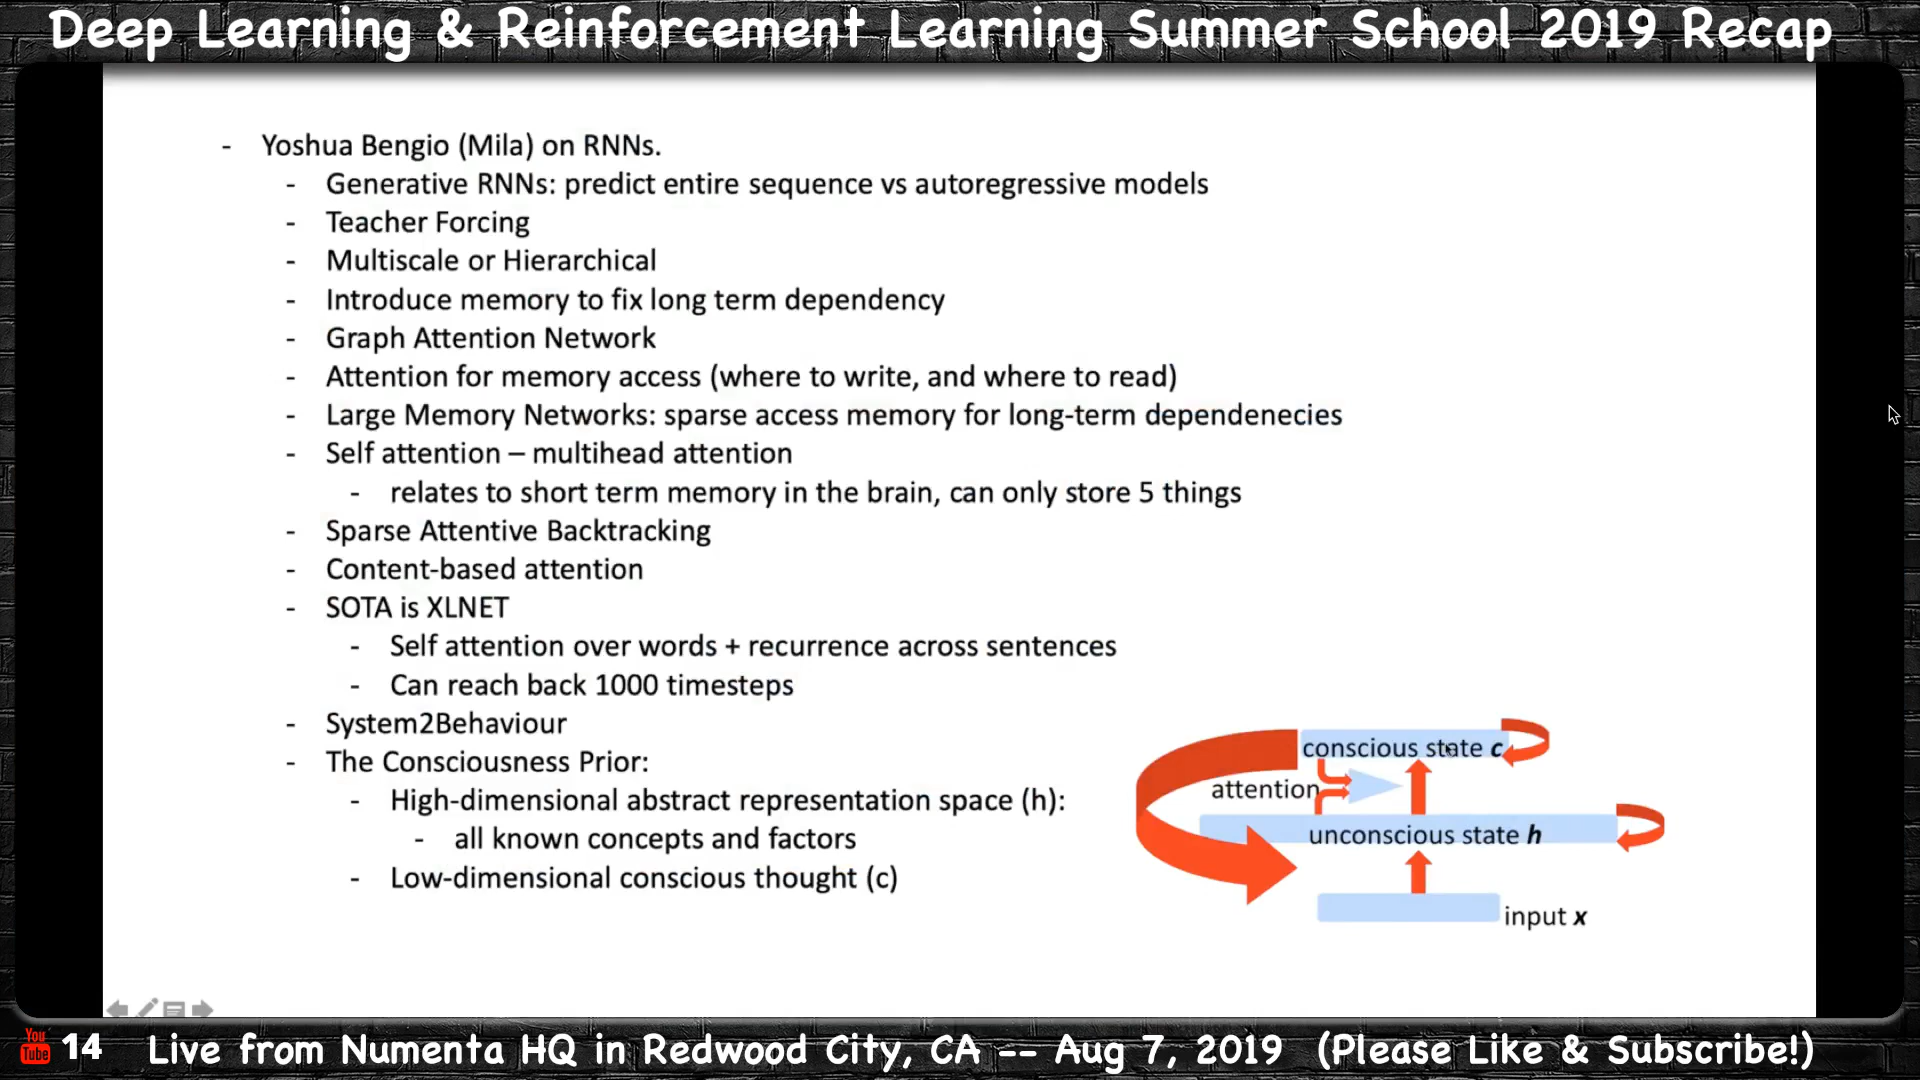 Deep Learning & Reinforcement Learning Summer School 2019 Recap
- Yoshua Bengio (Mila) on RNNs.
- Generative RNNs: predict entire sequence vs autoregressive models
- Teacher Forcing
- Multiscale or Hierarchical
- Introduce memory to fix long term dependency
- Graph Attention Network
- Attention for memory access (where to write, and where to read)
- Large Memory Networks: sparse access memory for long-term dependenecies
- Self attention – multihead attention
- relates to short term memory in the brain, can only store 5 things
- Sparse Attentive Backtracking
- Content-based attention
- SOTA is XLNET
- Self attention over words + recurrence across sentences
- Can reach back 1000 timesteps
- System2Behaviour
- The Consciousness Prior:
- High-dimensional abstract representation space (h):
- all known concepts and factors
- Low-dimensional conscious thought (c)
conscious state c
attention
unconscious state h
input x
You Tube 14 Live from Numenta HQ in Redwood City, CA -- Aug 7, 2019 (Please Like & Subscribe!)